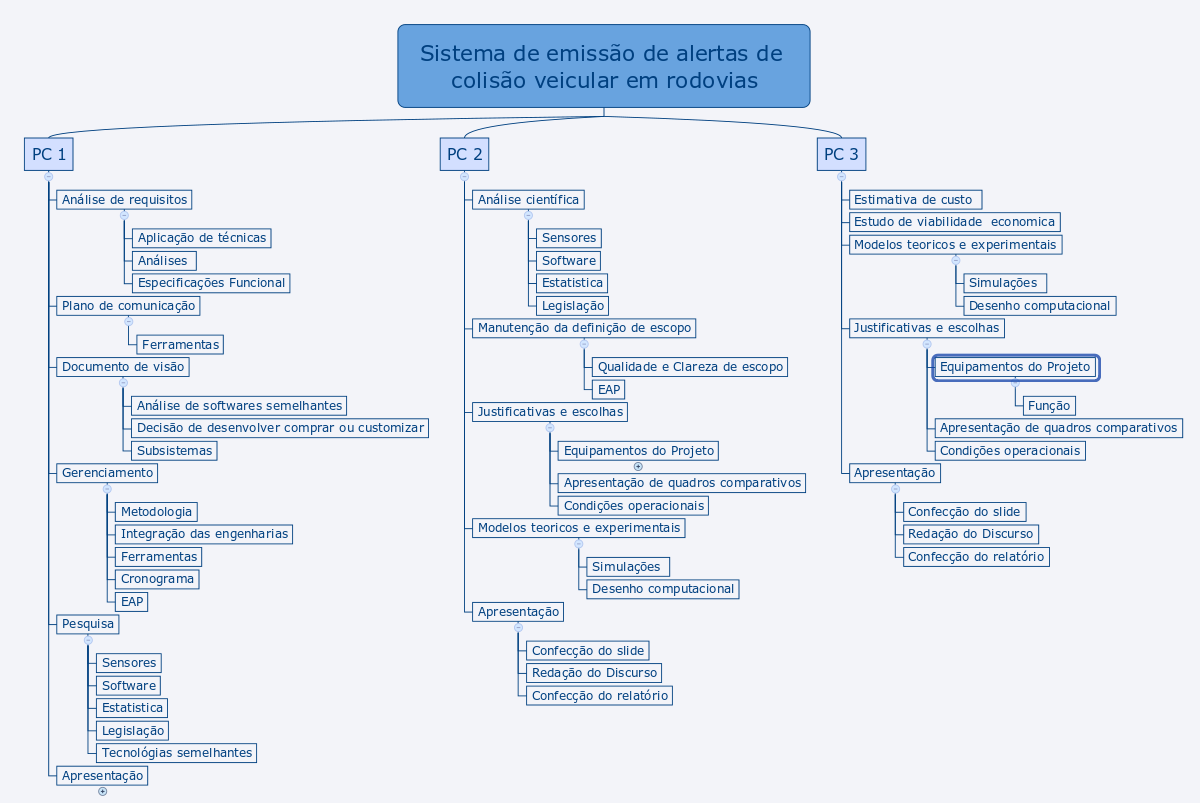 Sistema de emissão de alertas de
colisão veicular em rodovias
PC 1
Análise de requisitos
Aplicação de técnicas
Análises
Especificações Funcional
Plano de comunicação
Ferramentas
Documento de visão
Análise de softwares semelhantes
Decisão de desenvolver comprar ou customizar
Subsistemas
Gerenciamento
Metodologia
Integração das engenharias
Ferramentas
Cronograma
EAP
Pesquisa
Sensores
Software
Estatistica
Legislação
Tecnológias semelhantes
Apresentação
PC 2
Análise científica
Sensores
Software
Estatistica
Legislação
Manutenção da definição de escopo
Qualidade e Clareza de escopo
EAP
Justificativas e escolhas
Equipamentos do Projeto
Apresentação de quadros comparativos
Condições operacionais
Modelos teoricos e experimentais
Simulações
Desenho computacional
Apresentação
Confecção do slide
Redação do Discurso
Confecção do relatório
PC 3
Estimativa de custo
Estudo de viabilidade economica
Modelos teoricos e experimentais
Simulações
Desenho computacional
Justificativas e escolhas
Equipamentos do Projeto
Função
Apresentação de quadros comparativos
Condições operacionais
Apresentação
Confecção do slide
Redação do Discurso
Confecção do relatório